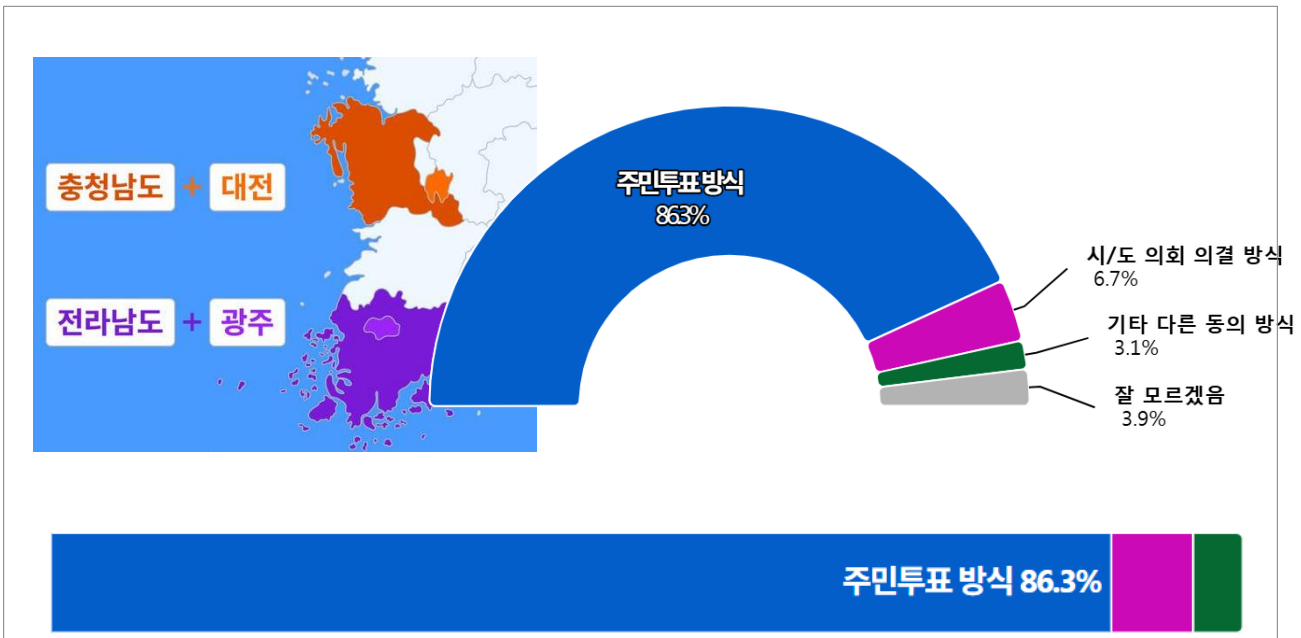 충청남도 + 대전
전라남도 + 광주
주민투표 방식
86.3%
시/도 의회 의결 방식
6.7%
기타 다른 동의 방식
3.1%
잘 모르겠음
3.9%
주민투표 방식 86.3%